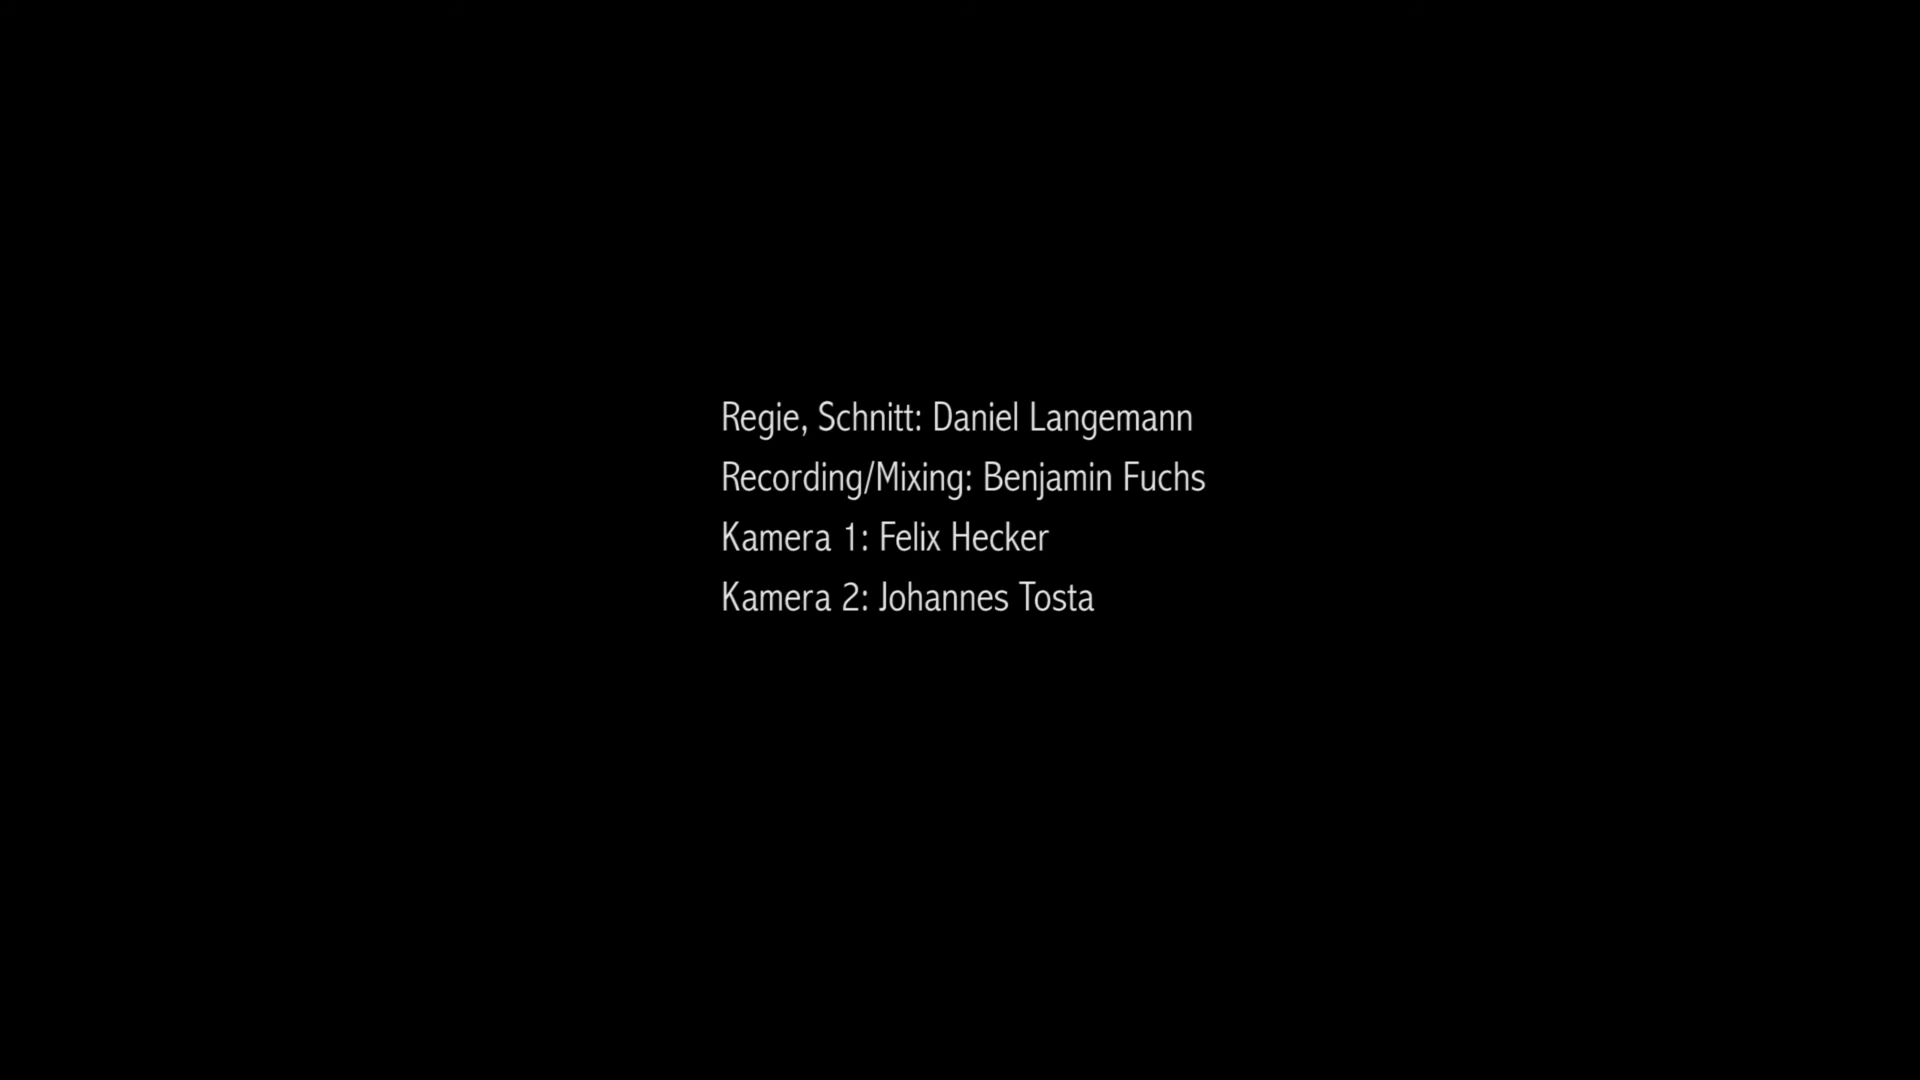 Regie, Schnitt: Daniel Langemann
Recording/Mixing: Benjamin Fuchs
Kamera 1: Felix Hecker
Kamera 2: Johannes Tosta